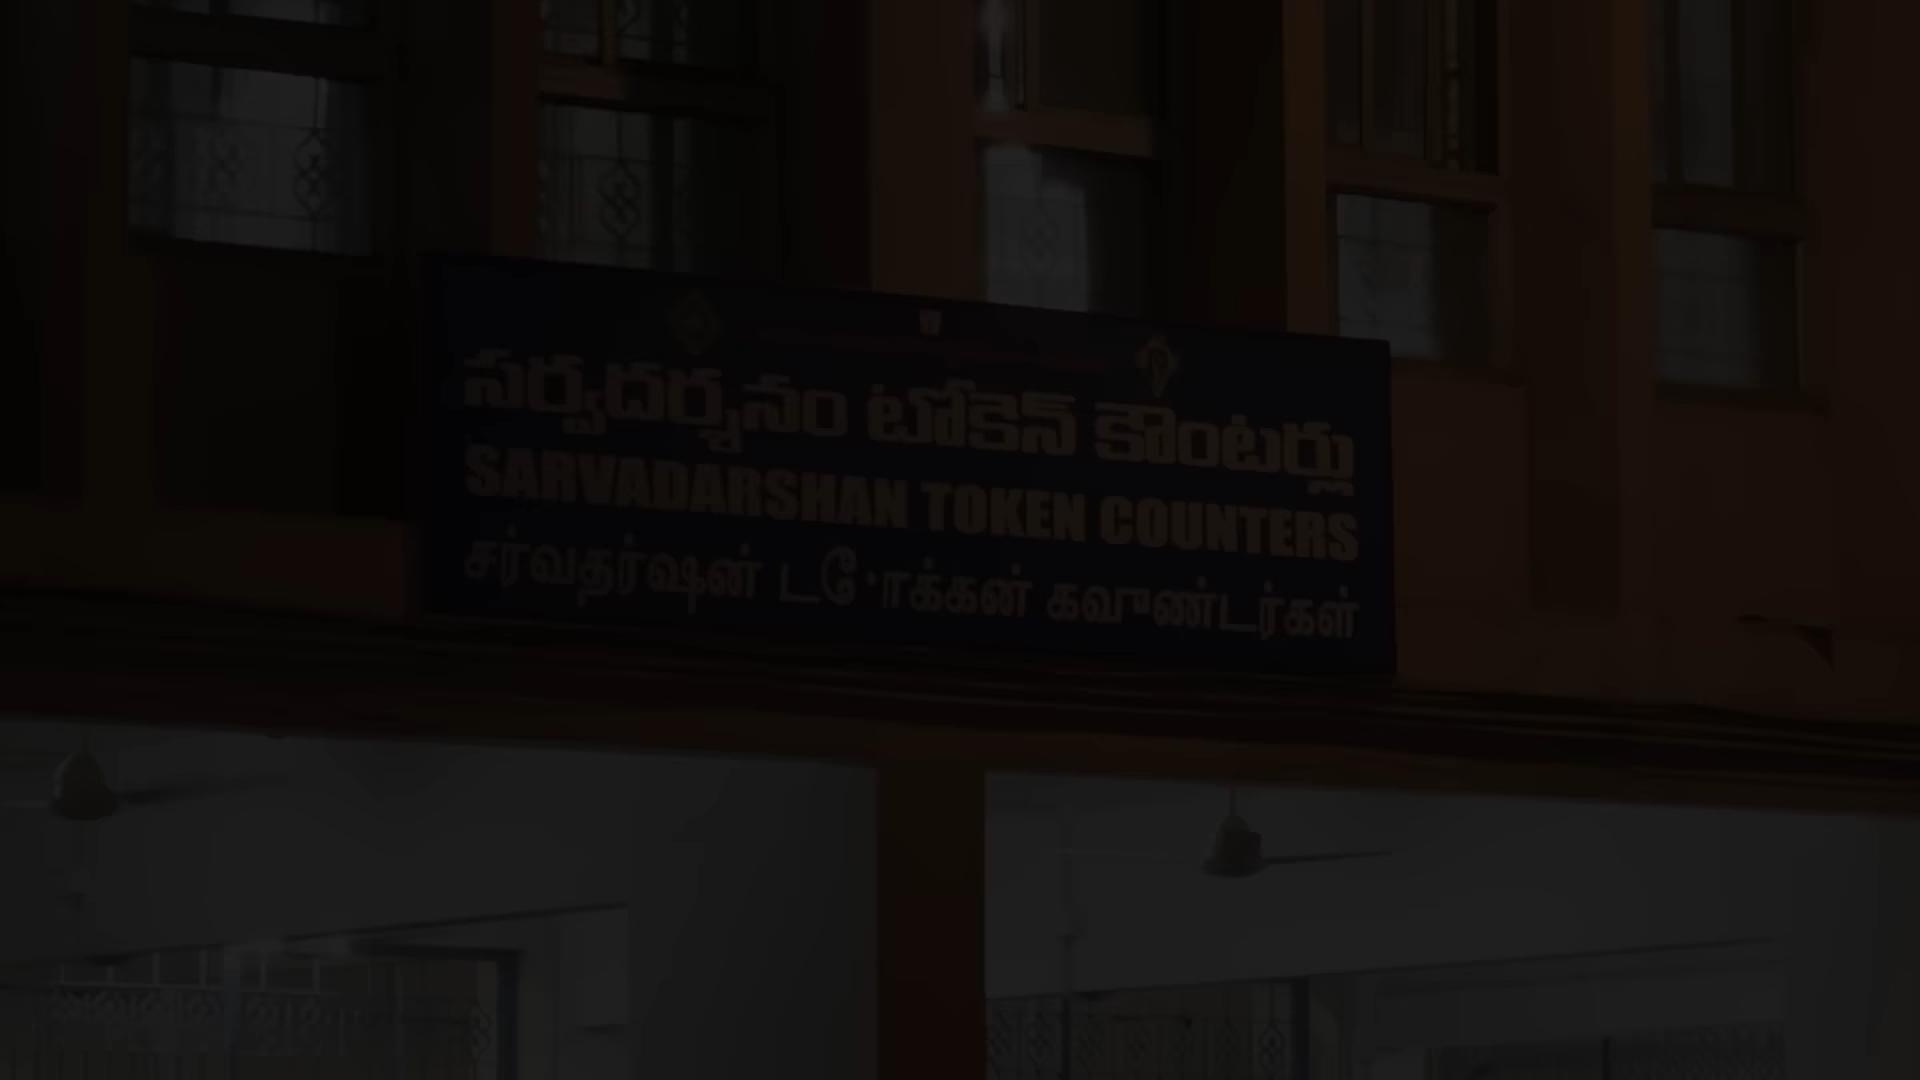 సర్వదర్శనం టోకెన్ కౌంటర్లు
SARVADARSHAN TOKEN COUNTERS
சர்வதர்ஷன் டோக்கன் கவுண்டர்கள்